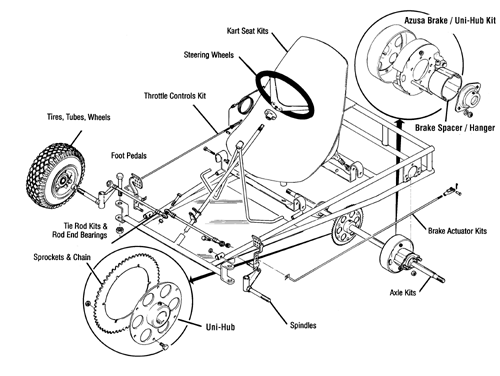 Azusa Brake / Uni-Hub Kit
Kart Seat Kits
Steering Wheels
Throttle Controls Kit
Tires, Tubes, Wheels
Brake Spacer / Hanger
Foot Pedals
Tie Rod Kits &
Rod End Bearings
Brake Actuator Kits
Sprockets & Chain
Axle Kits
Uni-Hub
Spindles